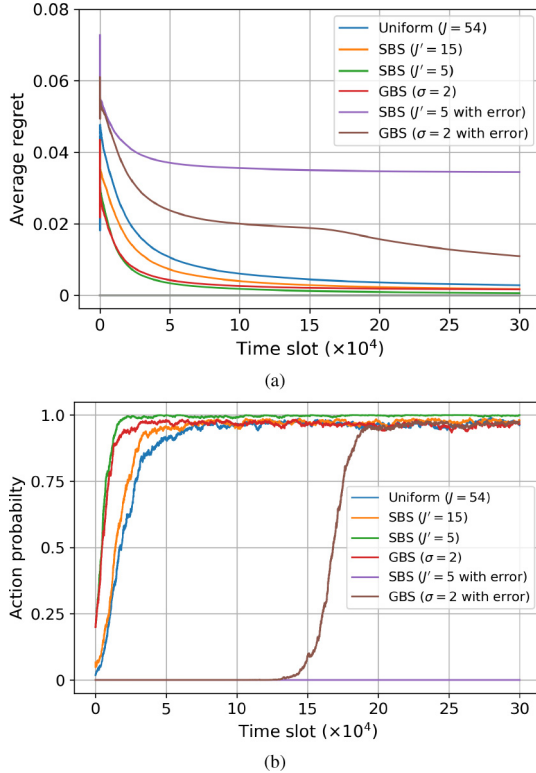 0.08
0.06
0.04
0.02
0
Average regret
Uniform (J = 54)
SBS (J′ = 15)
SBS (J′ = 5)
GBS (σ = 2)
SBS (J′ = 5 with error)
GBS (σ = 2 with error)
0 5 10 15 20 25 30
Time slot (×10⁴)
(a)
1.0
0.75
0.5
0.25
0
Action probabilty
Uniform (J = 54)
SBS (J′ = 15)
SBS (J′ = 5)
GBS (σ = 2)
SBS (J′ = 5 with error)
GBS (σ = 2 with error)
0 5 10 15 20 25 30
Time slot (×10⁴)
(b)